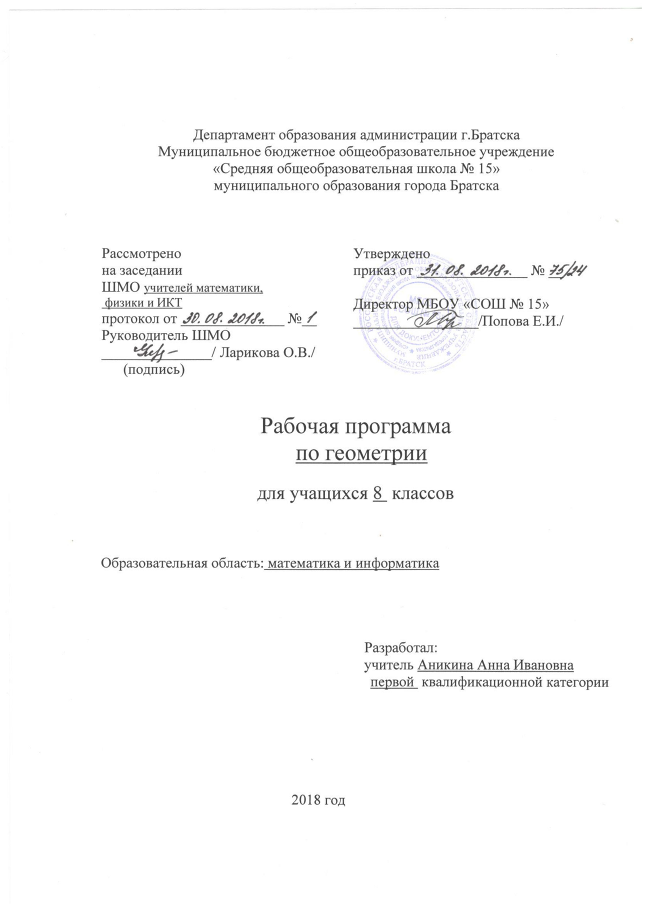 Департамент образования администрации г.Братска
Муниципальное бюджетное общеобразовательное учреждение
«Средняя общеобразовательная школа № 15»
муниципального образования города Братска
Рассмотрено
на заседании
ШМО учителей математики,
физики и ИКТ
протокол от 30.08.2018г. № 1
Руководитель ШМО
/ Ларикова О.В./
(подпись)
Утверждено
приказ от 31.08.2018г. № 75/24
Директор МБОУ «СОШ № 15»
/Попова Е.И./
Рабочая программа
по геометрии
для учащихся 8 классов
Образовательная область: математика и информатика
Разработал:
учитель Аникина Анна Ивановна
первой квалификационной категории
2018 год